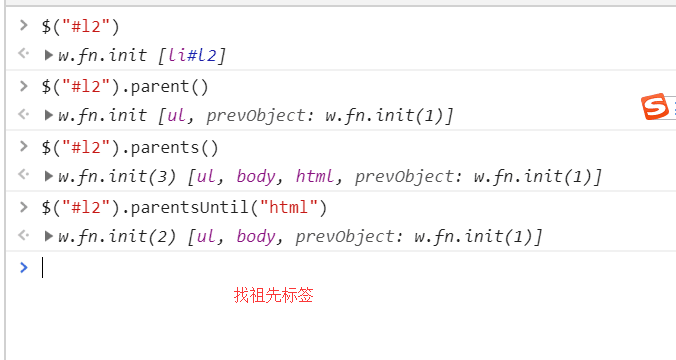 > $("#l2")
<· ▶w.fn.init [li#l2]
> $("#l2").parent()
<· ▶w.fn.init [ul, prevObject: w.fn.init(1)]
> $("#l2").parents()
<· ▶w.fn.init(3) [ul, body, html, prevObject: w.fn.init(1)]
> $("#l2").parentsUntil("html")
<· ▶w.fn.init(2) [ul, body, prevObject: w.fn.init(1)]
>
找祖先标签